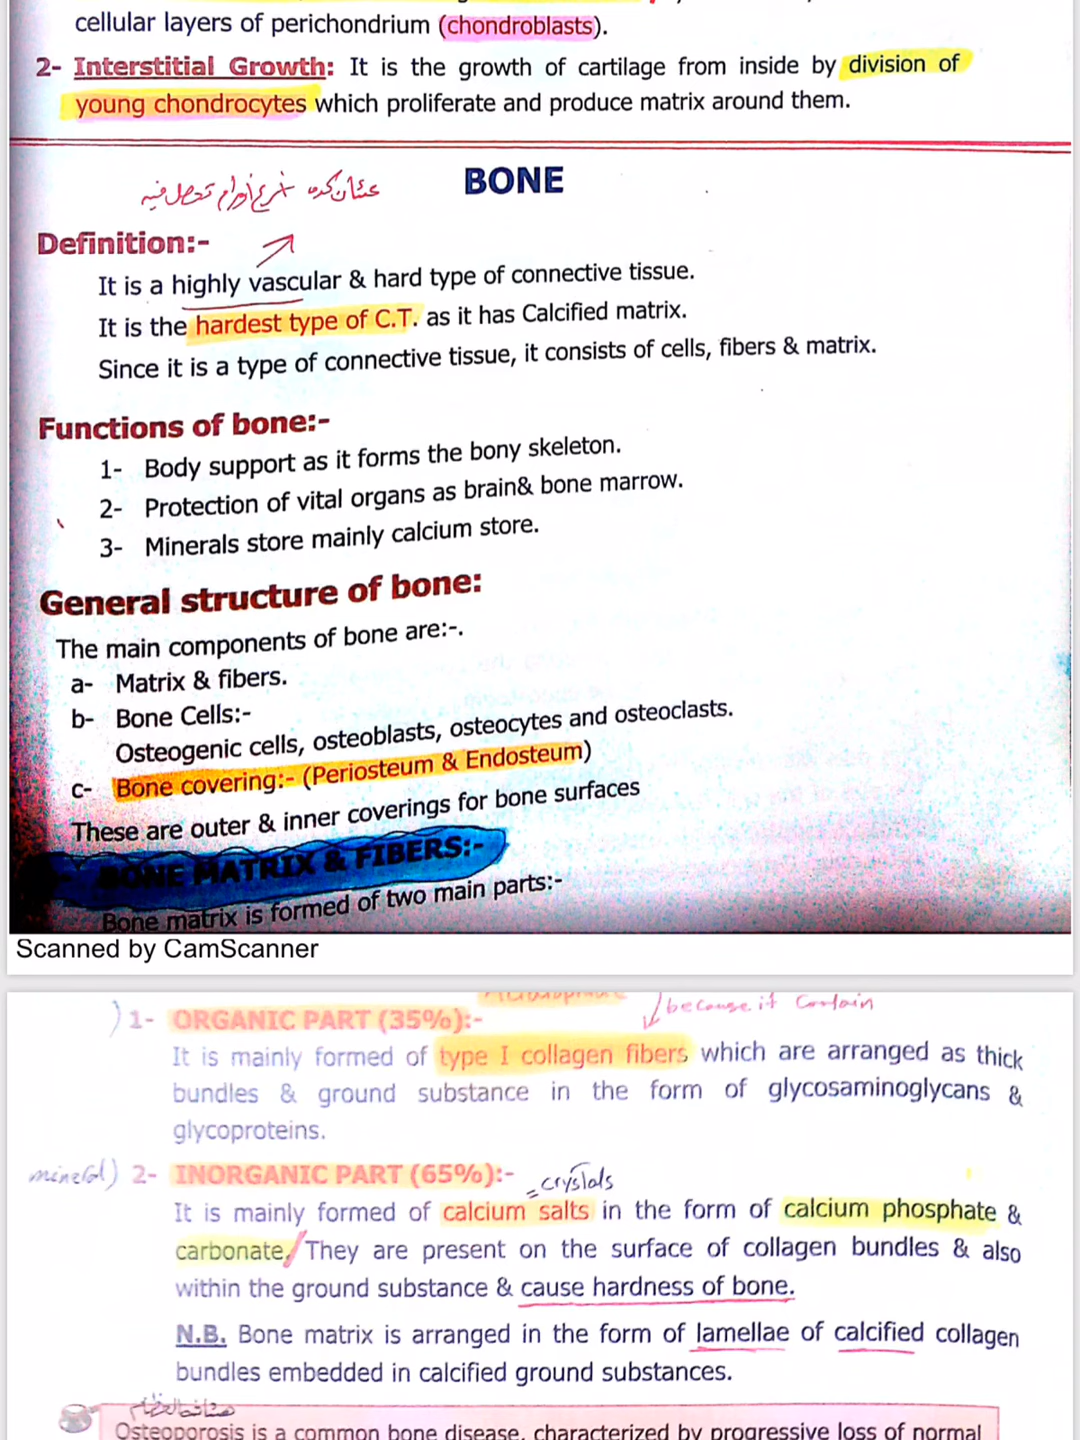 cellular layers of perichondrium (chondroblasts).
2- Interstitial Growth: It is the growth of cartilage from inside by division of
young chondrocytes which proliferate and produce matrix around them.
BONE
عشان كده
Definition:-
It is a highly vascular & hard type of connective tissue.
It is the hardest type of C.T. as it has Calcified matrix.
Since it is a type of connective tissue, it consists of cells, fibers & matrix.
Functions of bone:-
1- Body support as it forms the bony skeleton.
2- Protection of vital organs as brain& bone marrow.
3- Minerals store mainly calcium store.
General structure of bone:
The main components of bone are:-.
a- Matrix & fibers.
b- Bone Cells:-
Osteogenic cells, osteoblasts, osteocytes and osteoclasts.
c- Bone covering:- (Periosteum & Endosteum)
These are outer & inner coverings for bone surfaces
BONE MATRIX & FIBERS:-
Bone matrix is formed of two main parts:-
Scanned by CamScanner
because it Contain
1- ORGANIC PART (35%):-
It is mainly formed of type I collagen fibers which are arranged as thick
bundles & ground substance in the form of glycosaminoglycans &
glycoproteins.
mineral) 2- INORGANIC PART (65%):-
= crystals
It is mainly formed of calcium salts in the form of calcium phosphate &
carbonate. They are present on the surface of collagen bundles & also
within the ground substance & cause hardness of bone.
N.B. Bone matrix is arranged in the form of lamellae of calcified collagen
bundles embedded in calcified ground substances.
هشاشة العظام
Osteoporosis is a common bone disease, characterized by progressive loss of normal